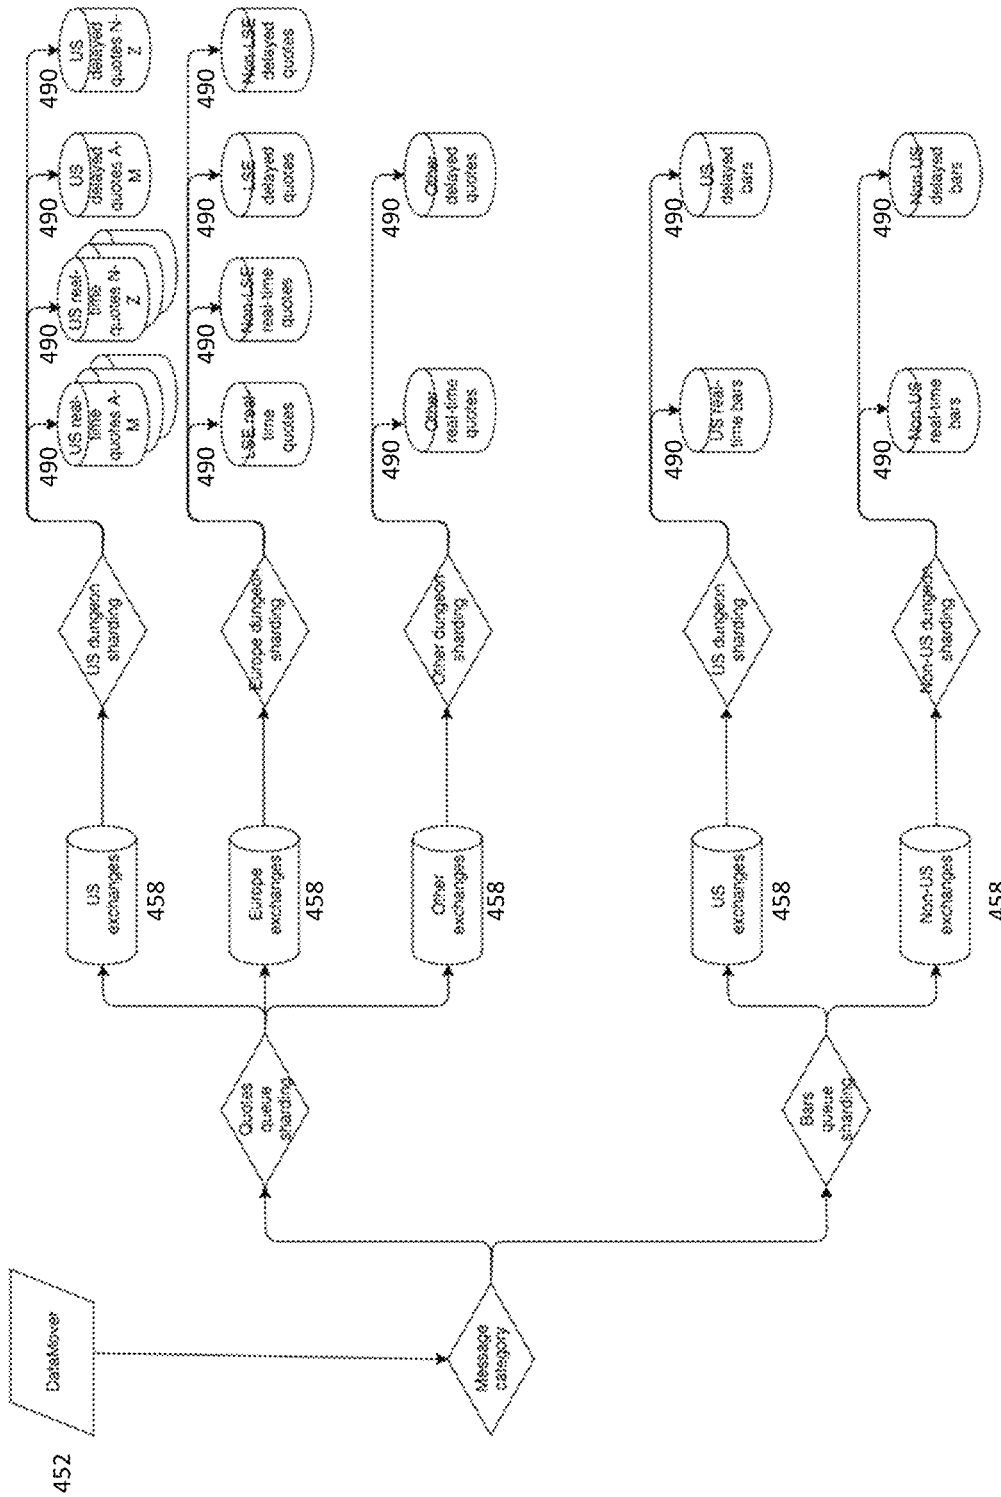 452
DataMover
Message
category
Quotes
queue
sharding
US
exchanges
458
US dungeon
sharding
490
US real-
time
quotes A-
M
490
US real-
time
quotes N-
Z
490
US
delayed
quotes A-
M
490
US
delayed
quotes N-
Z
Europe
exchanges
458
Europe dungeon
sharding
490
LSE real-
time
quotes
490
Non-LSE
real-time
quotes
490
LSE
delayed
quotes
490
Non-LSE
delayed
quotes
Other
exchanges
458
Other dungeon
sharding
490
Other
real-time
quotes
490
Other
delayed
quotes
Bars
queue
sharding
US
exchanges
458
US dungeon
sharding
490
US real-
time bars
490
US
delayed
bars
Non-US
exchanges
458
Non-US dungeon
sharding
490
Non-US
real-time
bars
490
Non-US
delayed
bars